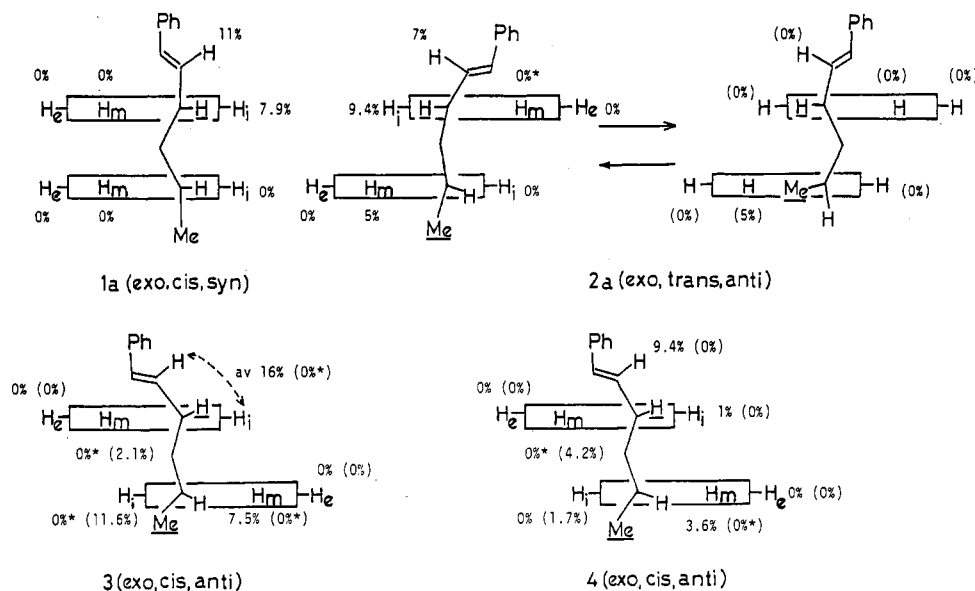 Ph
H 11%
0% 0%
He Hm H Hi 7.9%
He Hm H Hi 0%
0% 0%
Me
1a (exo,cis,syn)
Ph
7% H
0%*
9.4% Hi H Hm He 0%
He Hm H Hi 0%
0% 5%
Me
Ph
(0%) H
(0%) (0%)
(0%) H H H H
H H Me H (0%)
(0%) (5%) H
2a (exo,trans,anti)
Ph
H
av 16% (0%*)
0% (0%)
He Hm H Hi
0%* (2.1%)
0% (0%)
Hi H Hm He
0%* (11.6%) Me 7.5% (0%*)
3 (exo,cis,anti)
Ph
H 9.4% (0%)
0% (0%)
He Hm H Hi 1% (0%)
0%* (4.2%)
Hi H Hm He 0% (0%)
0% (1.7%) Me 3.6% (0%*)
4 (exo,cis,anti)